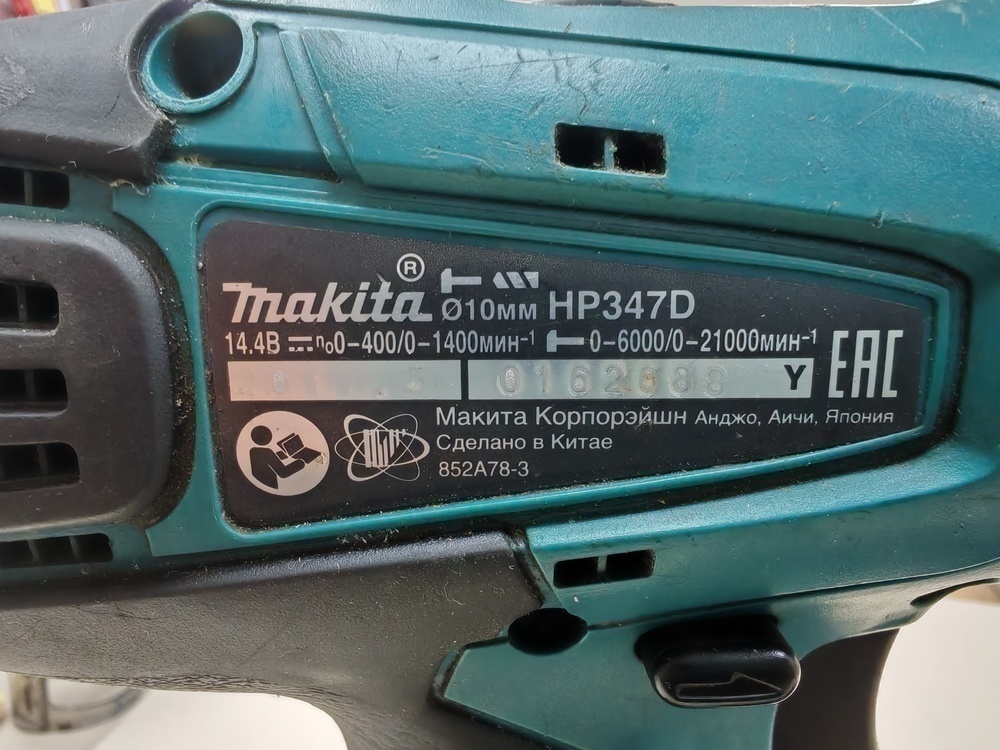 makita ® Ø10мм HP347D
14.4В n₀0-400/0-1400мин⁻¹ 0-6000/0-21000мин⁻¹
Y
EAC
Макита Корпорэйшн Анджо, Аичи, Япония
Сделано в Китае
852A78-3